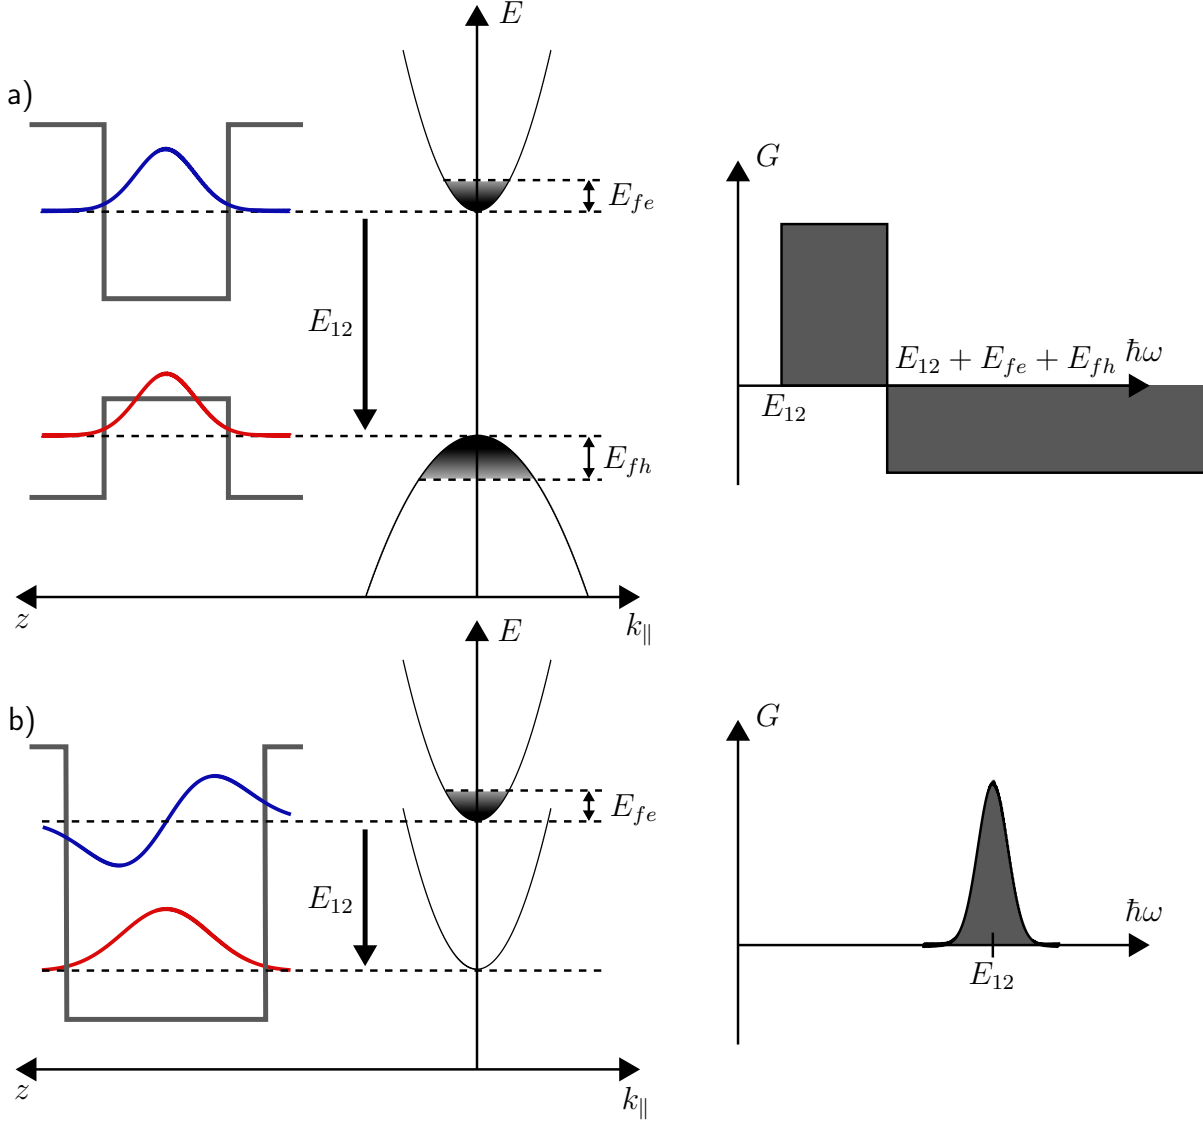 a)
E
E_{fe}
E_{12}
E_{fh}
z
k_∥
G
E_{12} + E_{fe} + E_{fh}
ħω
E_{12}
b)
E
E_{fe}
E_{12}
z
k_∥
G
ħω
E_{12}